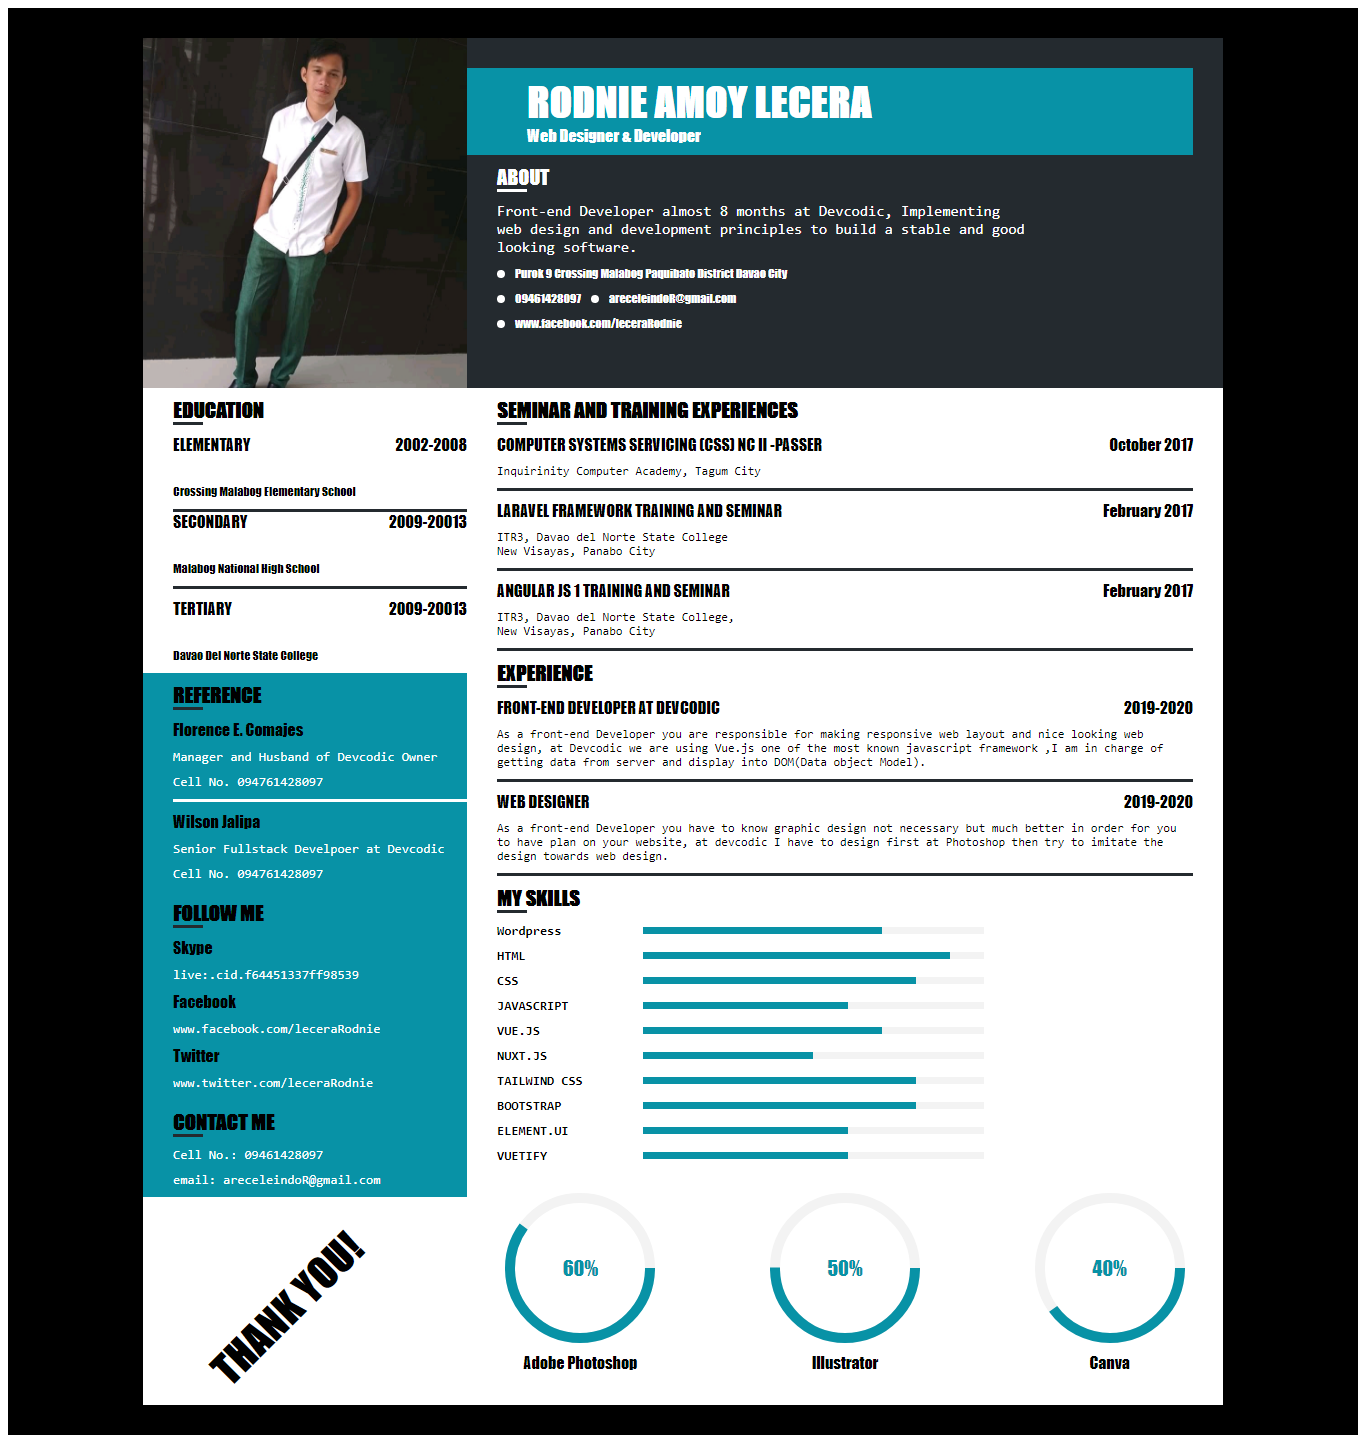 RODNIE AMOY LECERA
Web Designer & Developer
ABOUT
Front-end Developer almost 8 months at Devcodic, Implementing
web design and development principles to build a stable and good
looking software.
Purok 9 Crossing Malabog Paquibato District Davao City
09461428097 areceleindoR@gmail.com
www.facebook.com/leceraRodnie
EDUCATION
ELEMENTARY 2002-2008
Crossing Malabog Elementary School
SECONDARY 2009-20013
Malabog National High School
TERTIARY 2009-20013
Davao Del Norte State College
REFERENCE
Florence E. Comajes
Manager and Husband of Devcodic Owner
Cell No. 094761428097
Wilson Jalipa
Senior Fullstack Develpoer at Devcodic
Cell No. 094761428097
FOLLOW ME
Skype
live:.cid.f64451337ff98539
Facebook
www.facebook.com/leceraRodnie
Twitter
www.twitter.com/leceraRodnie
CONTACT ME
Cell No.: 09461428097
email: areceleindoR@gmail.com
THANK YOU!
SEMINAR AND TRAINING EXPERIENCES
COMPUTER SYSTEMS SERVICING (CSS) NC II -PASSER October 2017
Inquirinity Computer Academy, Tagum City
LARAVEL FRAMEWORK TRAINING AND SEMINAR February 2017
ITR3, Davao del Norte State College
New Visayas, Panabo City
ANGULAR JS 1 TRAINING AND SEMINAR February 2017
ITR3, Davao del Norte State College,
New Visayas, Panabo City
EXPERIENCE
FRONT-END DEVELOPER AT DEVCODIC 2019-2020
As a front-end Developer you are responsible for making responsive web layout and nice looking web
design, at Devcodic we are using Vue.js one of the most known javascript framework ,I am in charge of
getting data from server and display into DOM(Data object Model).
WEB DESIGNER 2019-2020
As a front-end Developer you have to know graphic design not necessary but much better in order for you
to have plan on your website, at devcodic I have to design first at Photoshop then try to imitate the
design towards web design.
MY SKILLS
Wordpress
HTML
CSS
JAVASCRIPT
VUE.JS
NUXT.JS
TAILWIND CSS
BOOTSTRAP
ELEMENT.UI
VUETIFY
60% 50% 40%
Adobe Photoshop Illustrator Canva